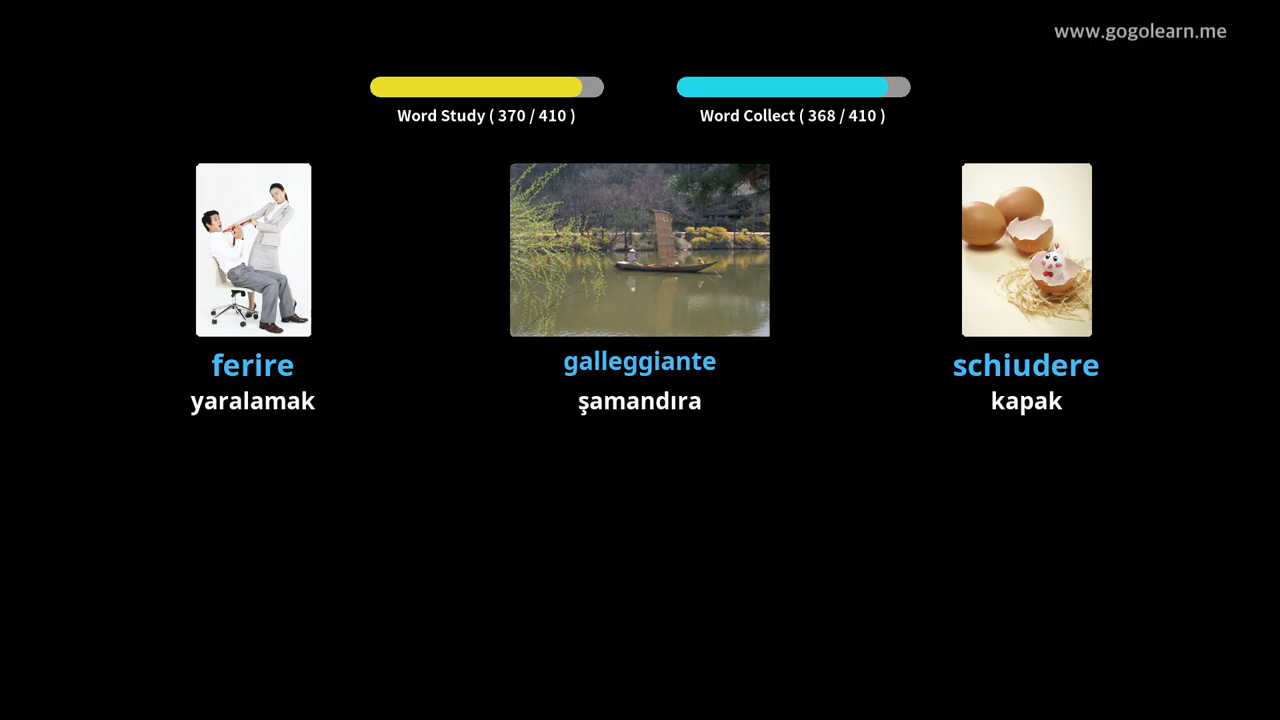 www.gogolearn.me
Word Study ( 370 / 410 )
Word Collect ( 368 / 410 )
ferire
yaralamak
galleggiante
şamandıra
schiudere
kapak